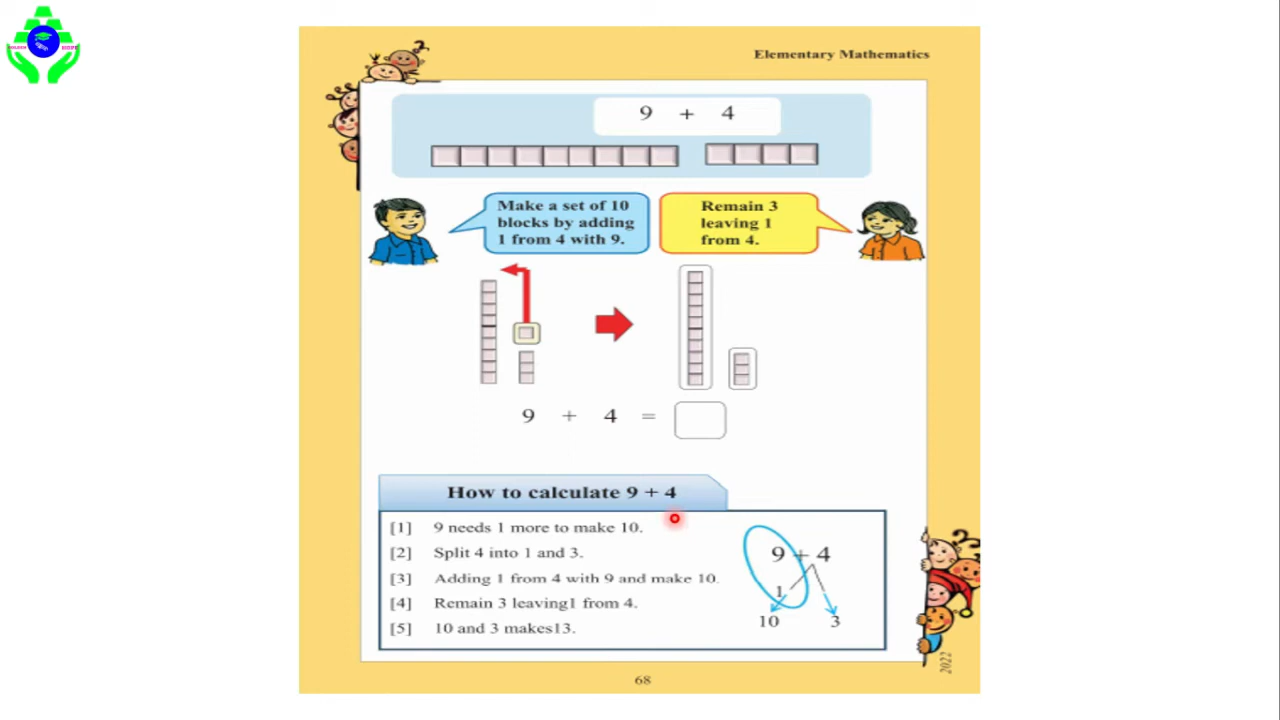 Elementary Mathematics
9 + 4
Make a set of 10
blocks by adding
1 from 4 with 9.
Remain 3
leaving 1
from 4.
9 + 4 =
How to calculate 9 + 4
[1] 9 needs 1 more to make 10.
[2] Split 4 into 1 and 3.
[3] Adding 1 from 4 with 9 and make 10.
[4] Remain 3 leaving1 from 4.
[5] 10 and 3 makes13.
9 + 4
1
10 3
2022
68